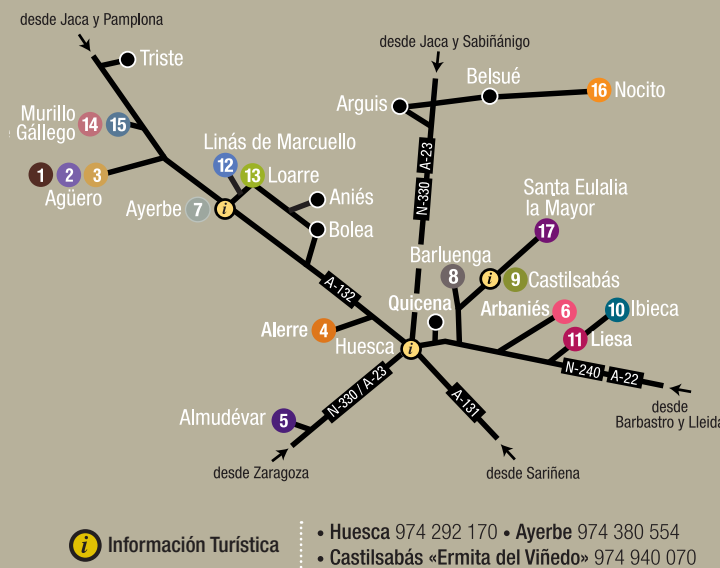 desde Jaca y Pamplona
desde Jaca y Sabiñánigo
Triste
Belsué
16 Nocito
Arguis
Murillo
Gállego
14 15
Linás de Marcuello
12
13 Loarre
1 2 3
Agüero
Aniés
Ayerbe 7 i
Bolea
N-330 A-23
Santa Eulalia
la Mayor
17
Barluenga
8
i 9 Castilsabás
A-132
Quicena
Arbaniés
6
10 Ibieca
Alerre 4
Huesca i
11 Liesa
N-240 A-22
N-330 / A-23
A-131
desde
Barbastro y Lleida
Almudévar 5
desde Zaragoza
desde Sariñena
i Información Turística
• Huesca 974 292 170 • Ayerbe 974 380 554
• Castilsabás «Ermita del Viñedo» 974 940 070